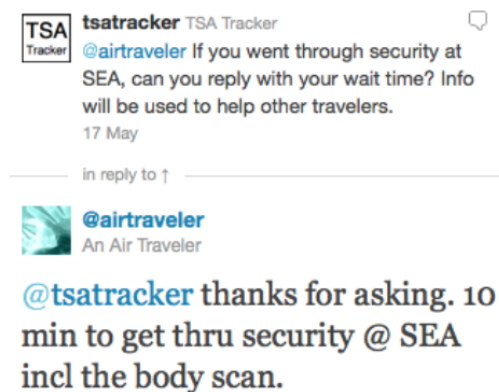 TSA
Tracker
tsatracker TSA Tracker
@airtraveler If you went through security at
SEA, can you reply with your wait time? Info
will be used to help other travelers.
17 May
in reply to ↑
@airtraveler
An Air Traveler
@tsatracker thanks for asking. 10
min to get thru security @ SEA
incl the body scan.